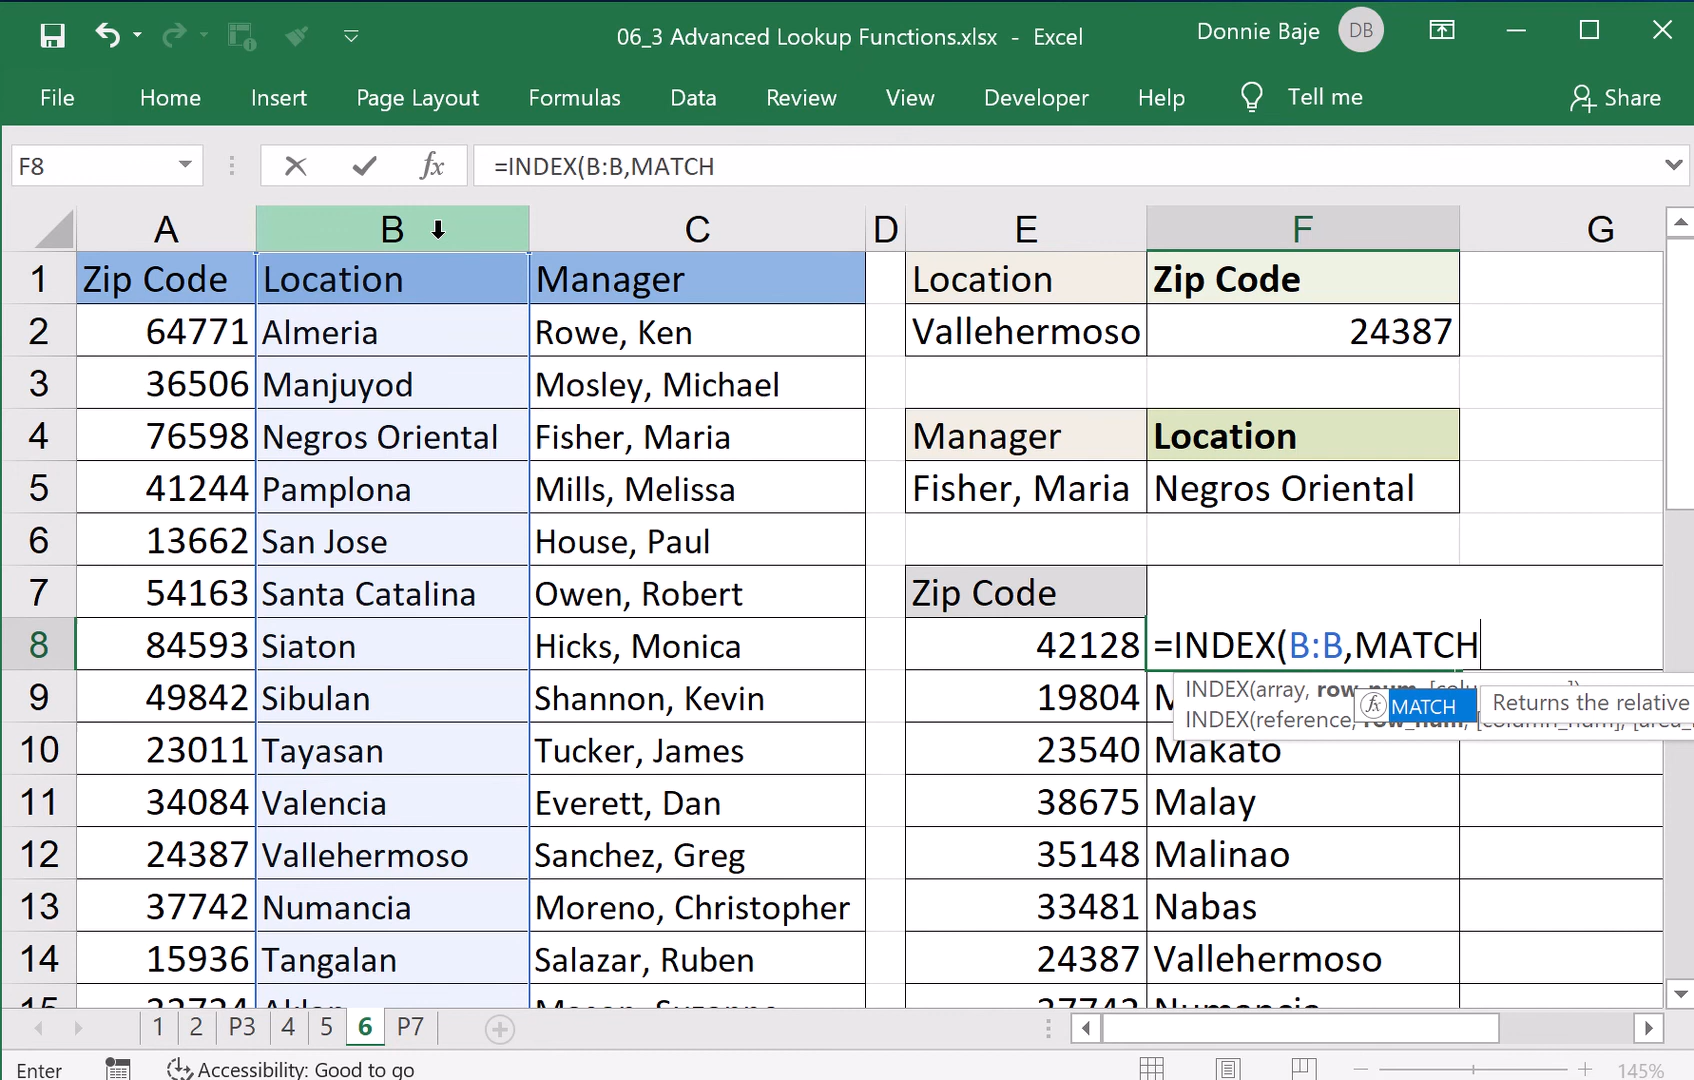 06_3 Advanced Lookup Functions.xlsx - Excel
Donnie Baje DB
File Home Insert Page Layout Formulas Data Review View Developer Help Tell me Share
F8 fx =INDEX(B:B,MATCH
A B C D E F G
1 Zip Code Location Manager Location Zip Code
2 64771 Almeria Rowe, Ken Vallehermoso 24387
3 36506 Manjuyod Mosley, Michael
4 76598 Negros Oriental Fisher, Maria Manager Location
5 41244 Pamplona Mills, Melissa Fisher, Maria Negros Oriental
6 13662 San Jose House, Paul
7 54163 Santa Catalina Owen, Robert Zip Code
8 84593 Siaton Hicks, Monica 42128 =INDEX(B:B,MATCH
9 49842 Sibulan Shannon, Kevin 19804
INDEX(array, row_num,
fx MATCH Returns the relative
INDEX(reference, row_num, [column_num],
10 23011 Tayasan Tucker, James 23540 Makato
11 34084 Valencia Everett, Dan 38675 Malay
12 24387 Vallehermoso Sanchez, Greg 35148 Malinao
13 37742 Numancia Moreno, Christopher 33481 Nabas
14 15936 Tangalan Salazar, Ruben 24387 Vallehermoso
15
1 2 P3 4 5 6 P7
Enter Accessibility: Good to go 145%